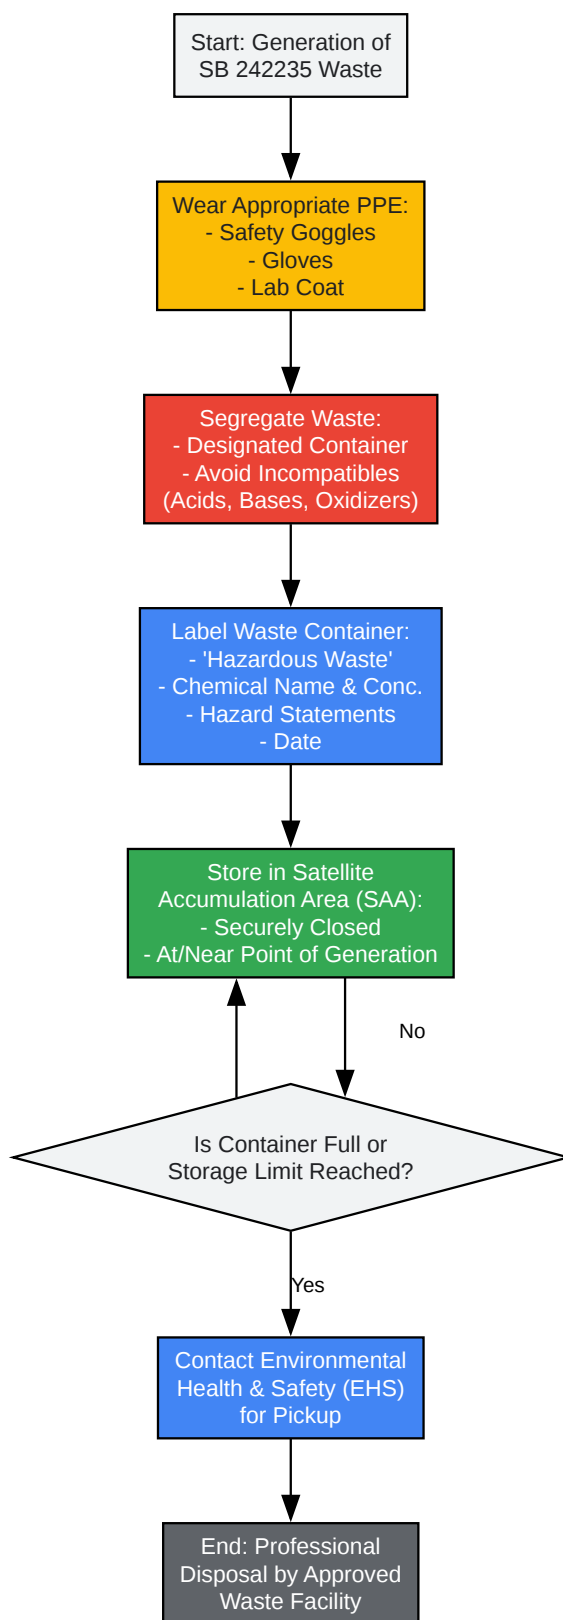 Start: Generation of
SB 242235 Waste
Wear Appropriate PPE:
- Safety Goggles
- Gloves
- Lab Coat
Segregate Waste:
- Designated Container
- Avoid Incompatibles
(Acids, Bases, Oxidizers)
Label Waste Container:
- 'Hazardous Waste'
- Chemical Name & Conc.
- Hazard Statements
- Date
Store in Satellite
Accumulation Area (SAA):
- Securely Closed
- At/Near Point of Generation
No
Is Container Full or
Storage Limit Reached?
Yes
Contact Environmental
Health & Safety (EHS)
for Pickup
End: Professional
Disposal by Approved
Waste Facility